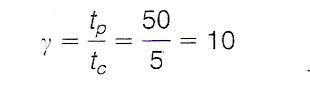 γ = t_p/t_c = 50/5 = 10 .